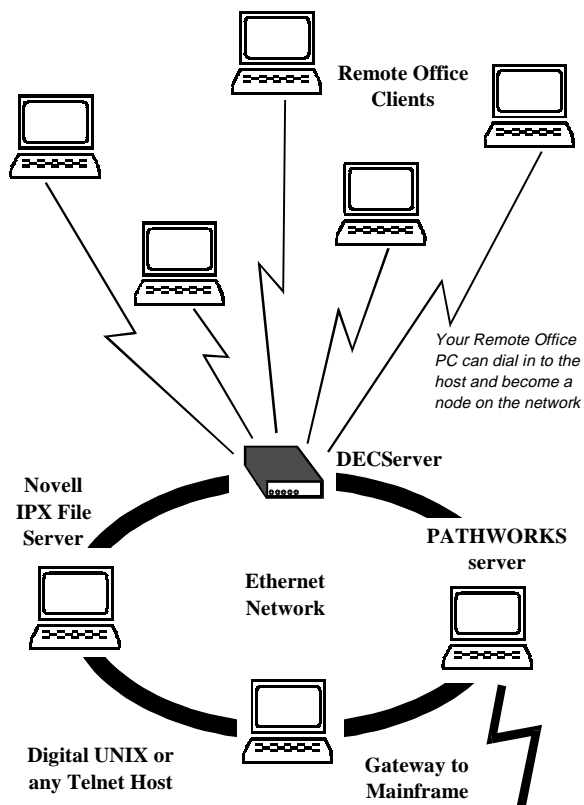 Remote Office
Clients
Your Remote Office
PC can dial in to the
host and become a
node on the network
DECServer
Novell
IPX File
Server
PATHWORKS
server
Ethernet
Network
Digital UNIX or
any Telnet Host
Gateway to
Mainframe